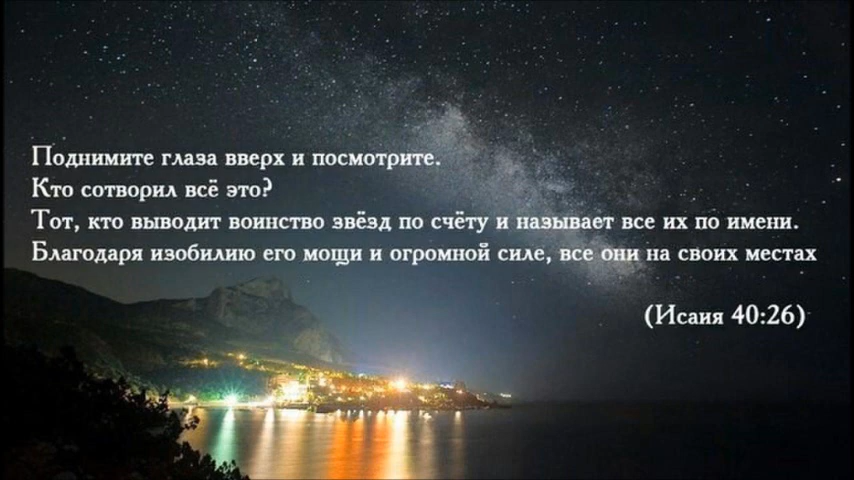 Поднимите глаза вверх и посмотрите.
Кто сотворил всё это?
Тот, кто выводит воинство звёзд по счёту и называет все их по имени.
Благодаря изобилию его мощи и огромной силе, все они на своих местах
(Исаия 40:26)